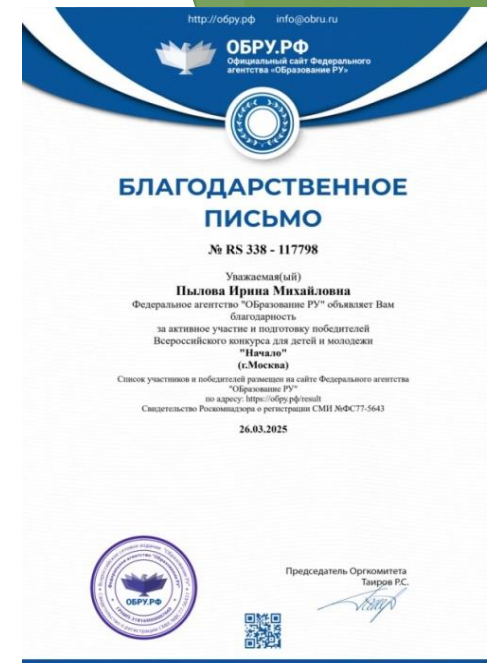 http://обру.рф info@obru.ru
ОБРУ.РФ
Официальный сайт Федерального
агентства «Образование РУ»
БЛАГОДАРСТВЕННОЕ
ПИСЬМО
№ RS 338 - 117798
Уважаемая(ый)
Пылова Ирина Михайловна
Федеральное агентство "ОБразование РУ" объявляет Вам
благодарность
за активное участие и подготовку победителей
Всероссийского конкурса для детей и молодежи
"Начало"
(г.Москва)
Список участников и победителей размещен на сайте Федерального агентства
"ОБразование РУ"
по адресу: https://обру.рф/result
Свидетельство Роскомнадзора о регистрации СМИ №ФС77-5643
26.03.2025
Председатель Оргкомитета
Таиров Р.С.
ОБРУ.РФ